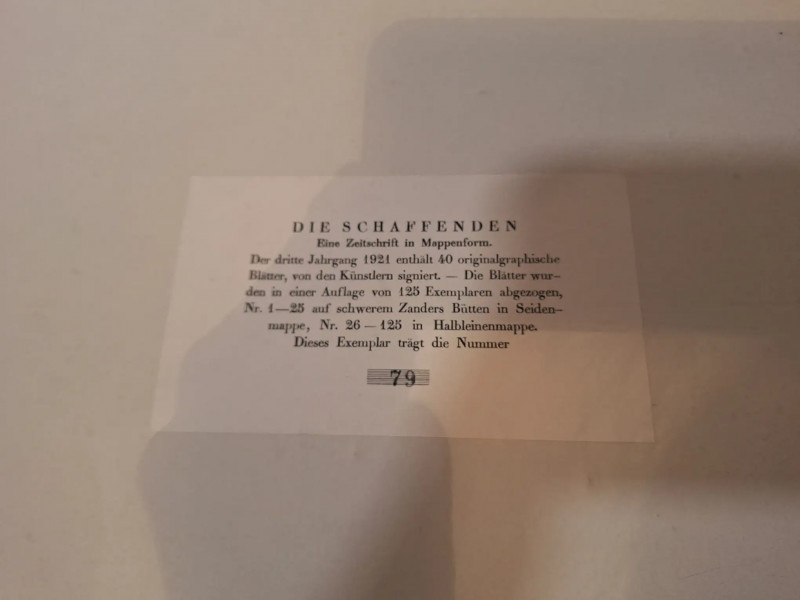 DIE SCHAFFENDEN
Eine Zeitschrift in Mappenform.
Der dritte Jahrgang 1921 enthält 40 originalgraphische
Blätter, von den Künstlern signiert. — Die Blätter wur-
den in einer Auflage von 125 Exemplaren abgezogen,
Nr. 1—25 auf schwerem Zanders Bütten in Seiden-
mappe, Nr. 26 — 125 in Halbleinenmappe.
Dieses Exemplar trägt die Nummer
79